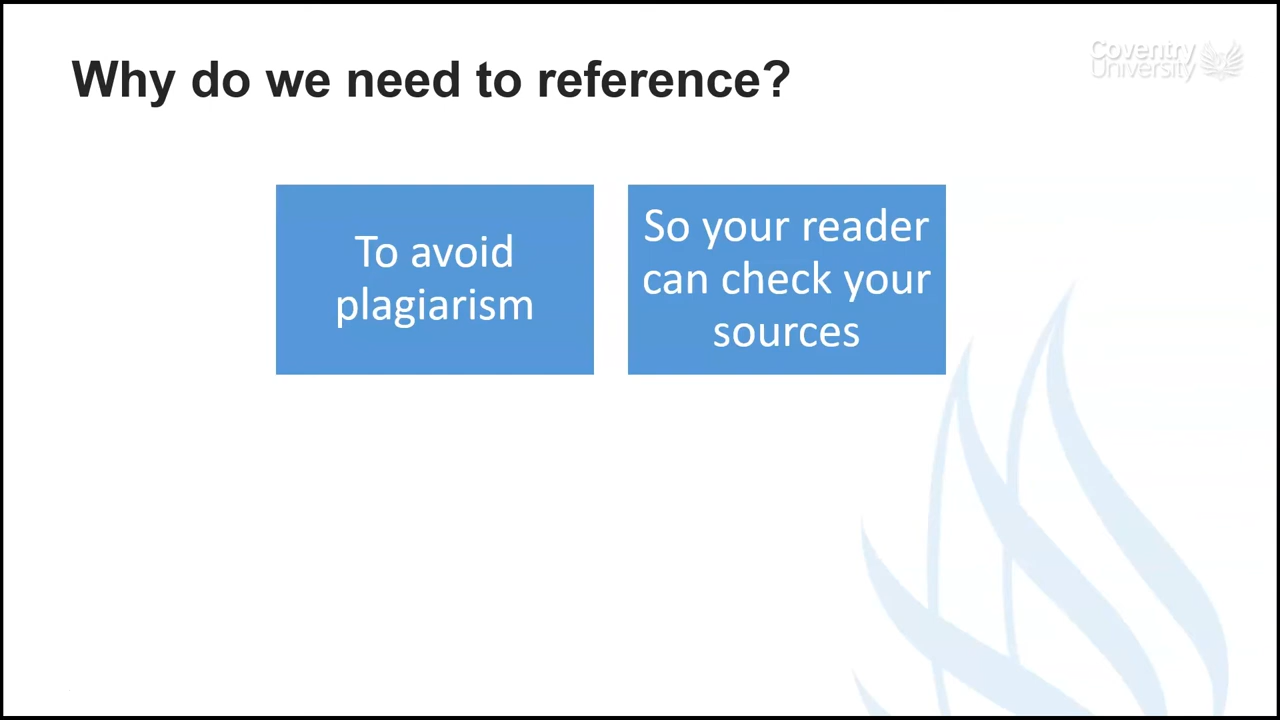 Why do we need to reference?
Coventry
University
To avoid
plagiarism
So your reader
can check your
sources